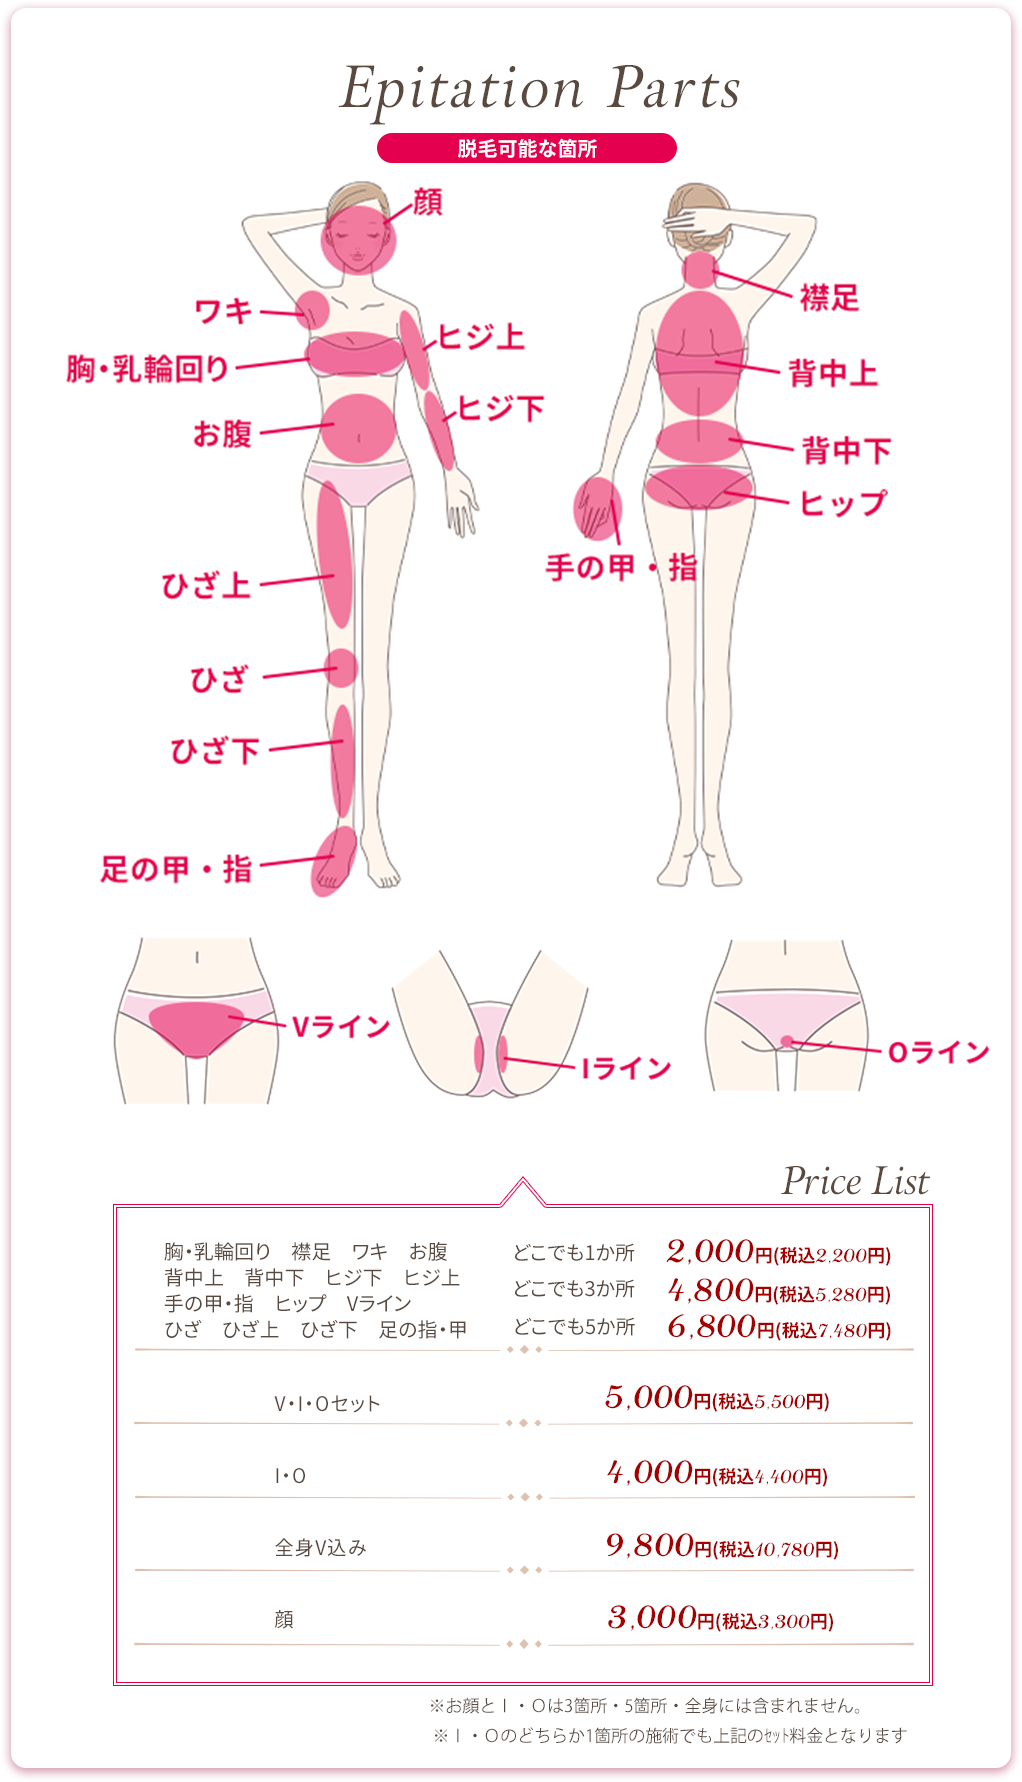 Epitation Parts
脱毛可能な箇所
顔
ワキ
胸・乳輪回り
お腹
ヒジ上
ヒジ下
ひざ上
ひざ
ひざ下
足の甲・指
襟足
背中上
背中下
ヒップ
手の甲・指
Vライン
Iライン
Oライン
Price List
胸・乳輪回り 襟足 ワキ お腹
背中上 背中下 ヒジ下 ヒジ上
手の甲・指 ヒップ Vライン
ひざ ひざ上 ひざ下 足の指・甲
どこでも1か所 2,000円(税込2,200円)
どこでも3か所 4,800円(税込5,280円)
どこでも5か所 6,800円(税込7,480円)
V・I・Oセット 5,000円(税込5,500円)
I・O 4,000円(税込4,400円)
全身V込み 9,800円(税込10,780円)
顔 3,000円(税込3,300円)
※お顔とＩ・Ｏは3箇所・5箇所・全身には含まれません。
※Ｉ・Ｏのどちらか1箇所の施術でも上記のｾｯﾄ料金となります